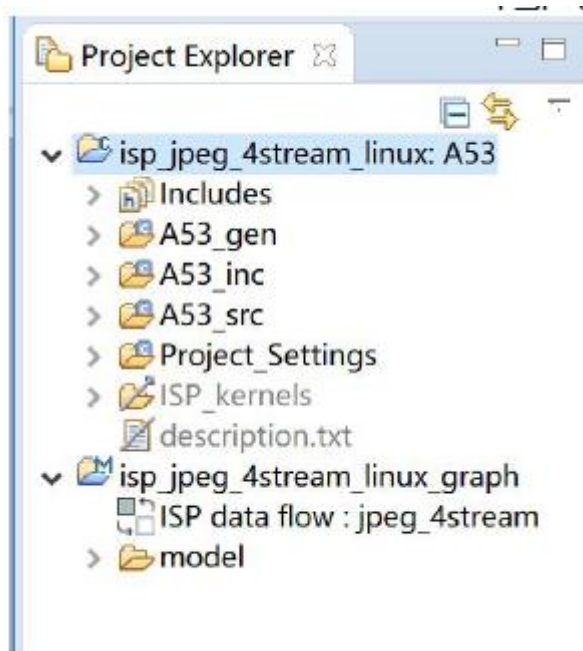 Project Explorer
isp_jpeg_4stream_linux: A53
Includes
A53_gen
A53_inc
A53_src
Project_Settings
ISP_kernels
description.txt
isp_jpeg_4stream_linux_graph
ISP data flow : jpeg_4stream
model